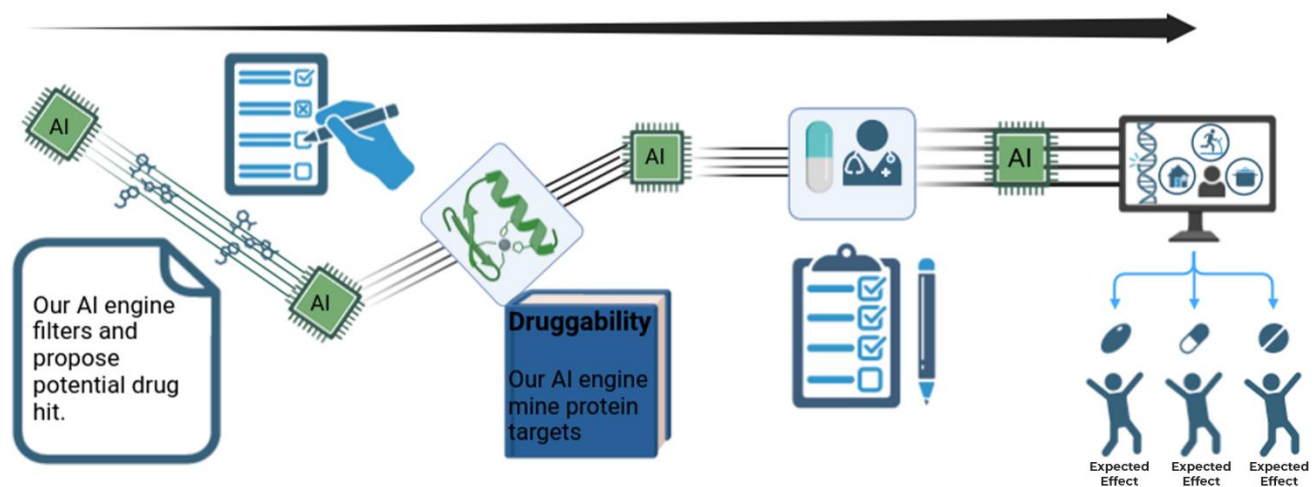 AI
Our AI engine
filters and
propose
potential drug
hit.
AI
Druggability
Our AI engine
mine protein
targets
AI
AI
Expected
Effect
Expected
Effect
Expected
Effect